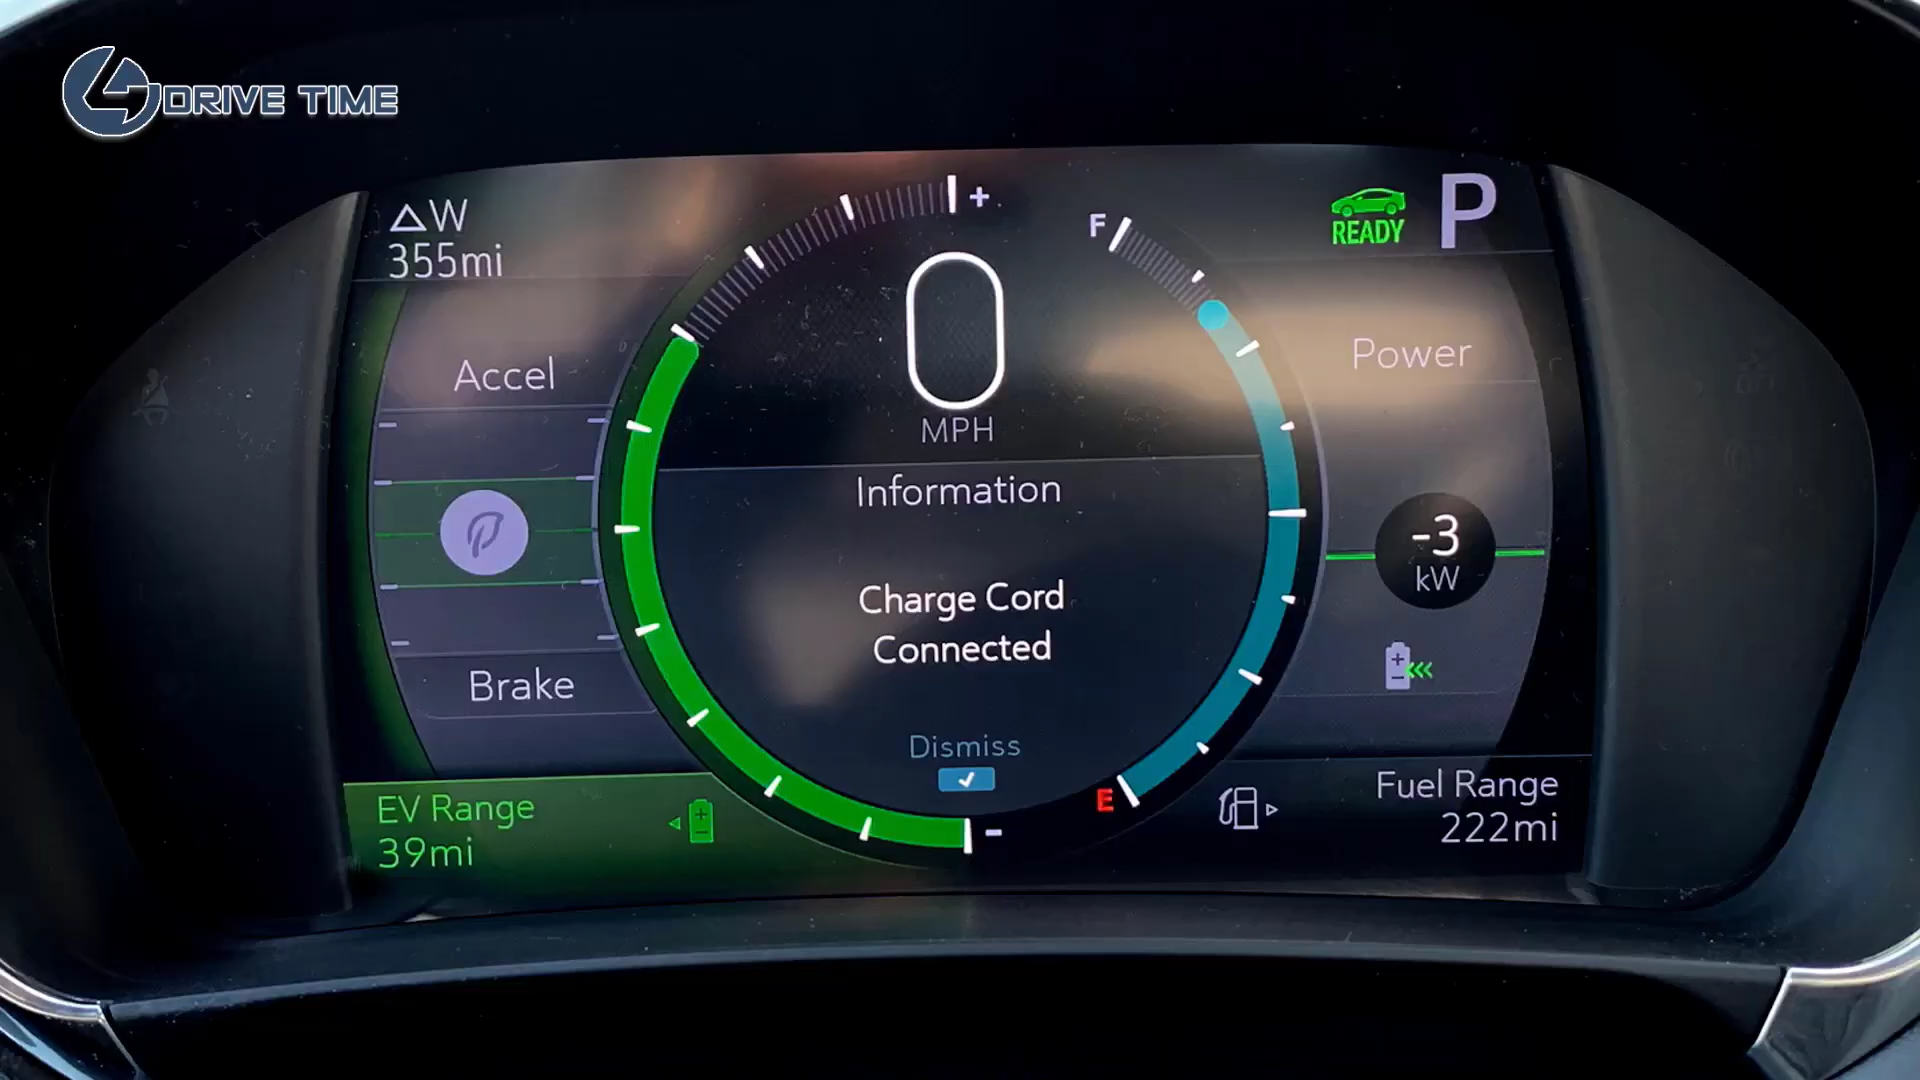 DRIVE TIME
△W
355mi
+
F
READY
P
0
MPH
Accel
Power
Information
-3
kW
Charge Cord
Connected
Brake
Dismiss
EV Range
39mi
-
E
Fuel Range
222mi